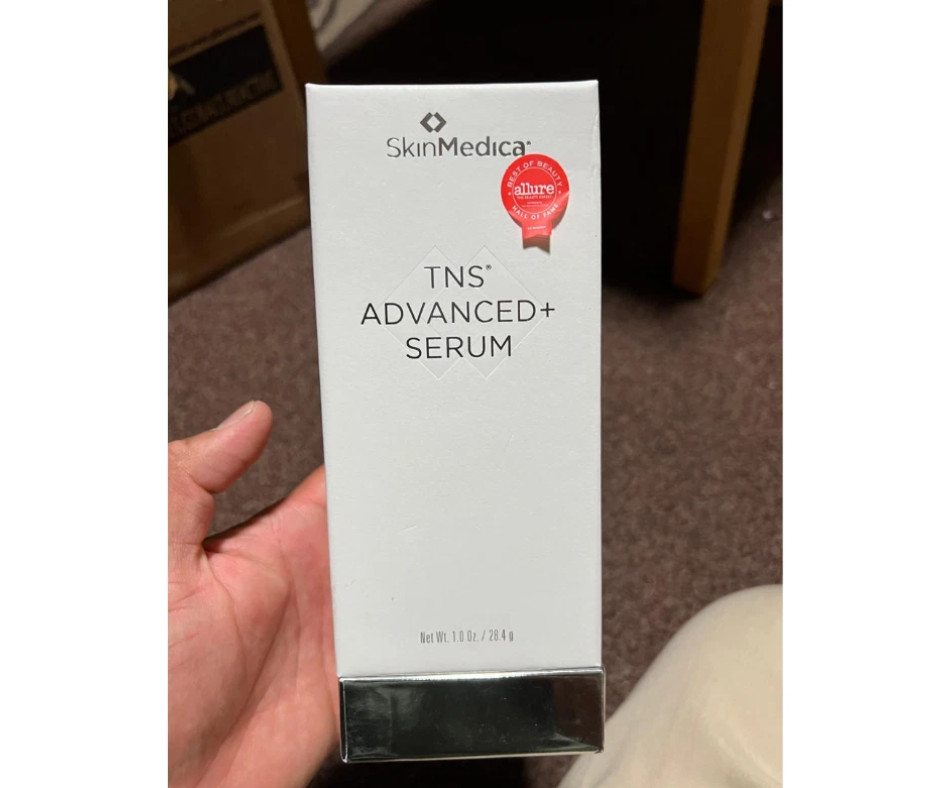 SkinMedica®
BEST OF BEAUTY
allure
HALL OF FAME
TNS®
ADVANCED+
SERUM
Net Wt. 1.0 Oz. / 28.4 g